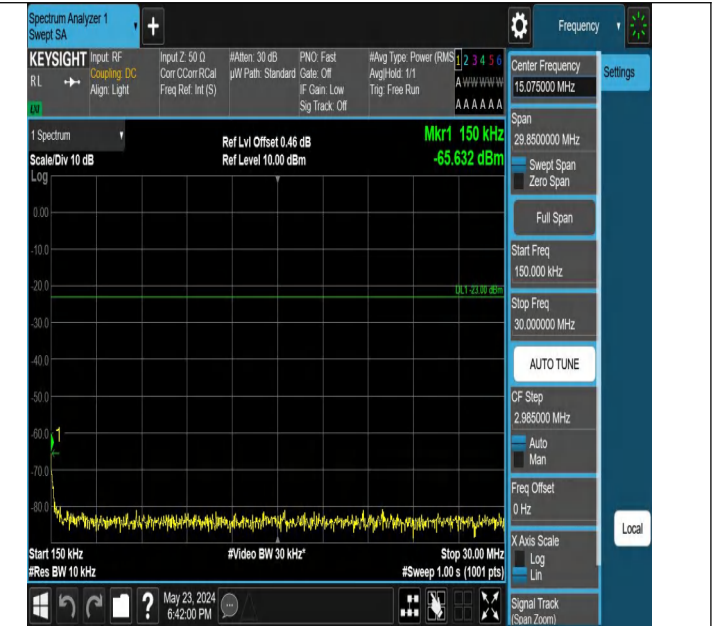 Spectrum Analyzer 1
Swept SA
+
Frequency
KEYSIGHT
RL
LXI
Input: RF
Coupling: DC
Align: Light
Input Z: 50 Ω
Corr CCorr RCal
Freq Ref: Int (S)
#Atten: 30 dB
µW Path: Standard
PNO: Fast
Gate: Off
IF Gain: Low
Sig Track: Off
#Avg Type: Power (RMS
Avg|Hold: 1/1
Trig: Free Run
1 2 3 4 5 6
A W W W W W
A A A A A A
1 Spectrum
Scale/Div 10 dB
Log
Ref Lvl Offset 0.46 dB
Ref Level 10.00 dBm
Mkr1 150 kHz
-65.632 dBm
0.00
-10.0
-20.0
DL1 -23.00 dBm
-30.0
-40.0
-50.0
-60.0
1
-70.0
-80.0
Start 150 kHz
#Res BW 10 kHz
#Video BW 30 kHz*
Stop 30.00 MHz
#Sweep 1.00 s (1001 pts)
Center Frequency
15.075000 MHz
Settings
Span
29.8500000 MHz
Swept Span
Zero Span
Full Span
Start Freq
150.000 kHz
Stop Freq
30.000000 MHz
AUTO TUNE
CF Step
2.985000 MHz
Auto
Man
Freq Offset
0 Hz
X Axis Scale
Log
Lin
Signal Track
(Span Zoom)
Local
?
May 23, 2024
6:42:00 PM